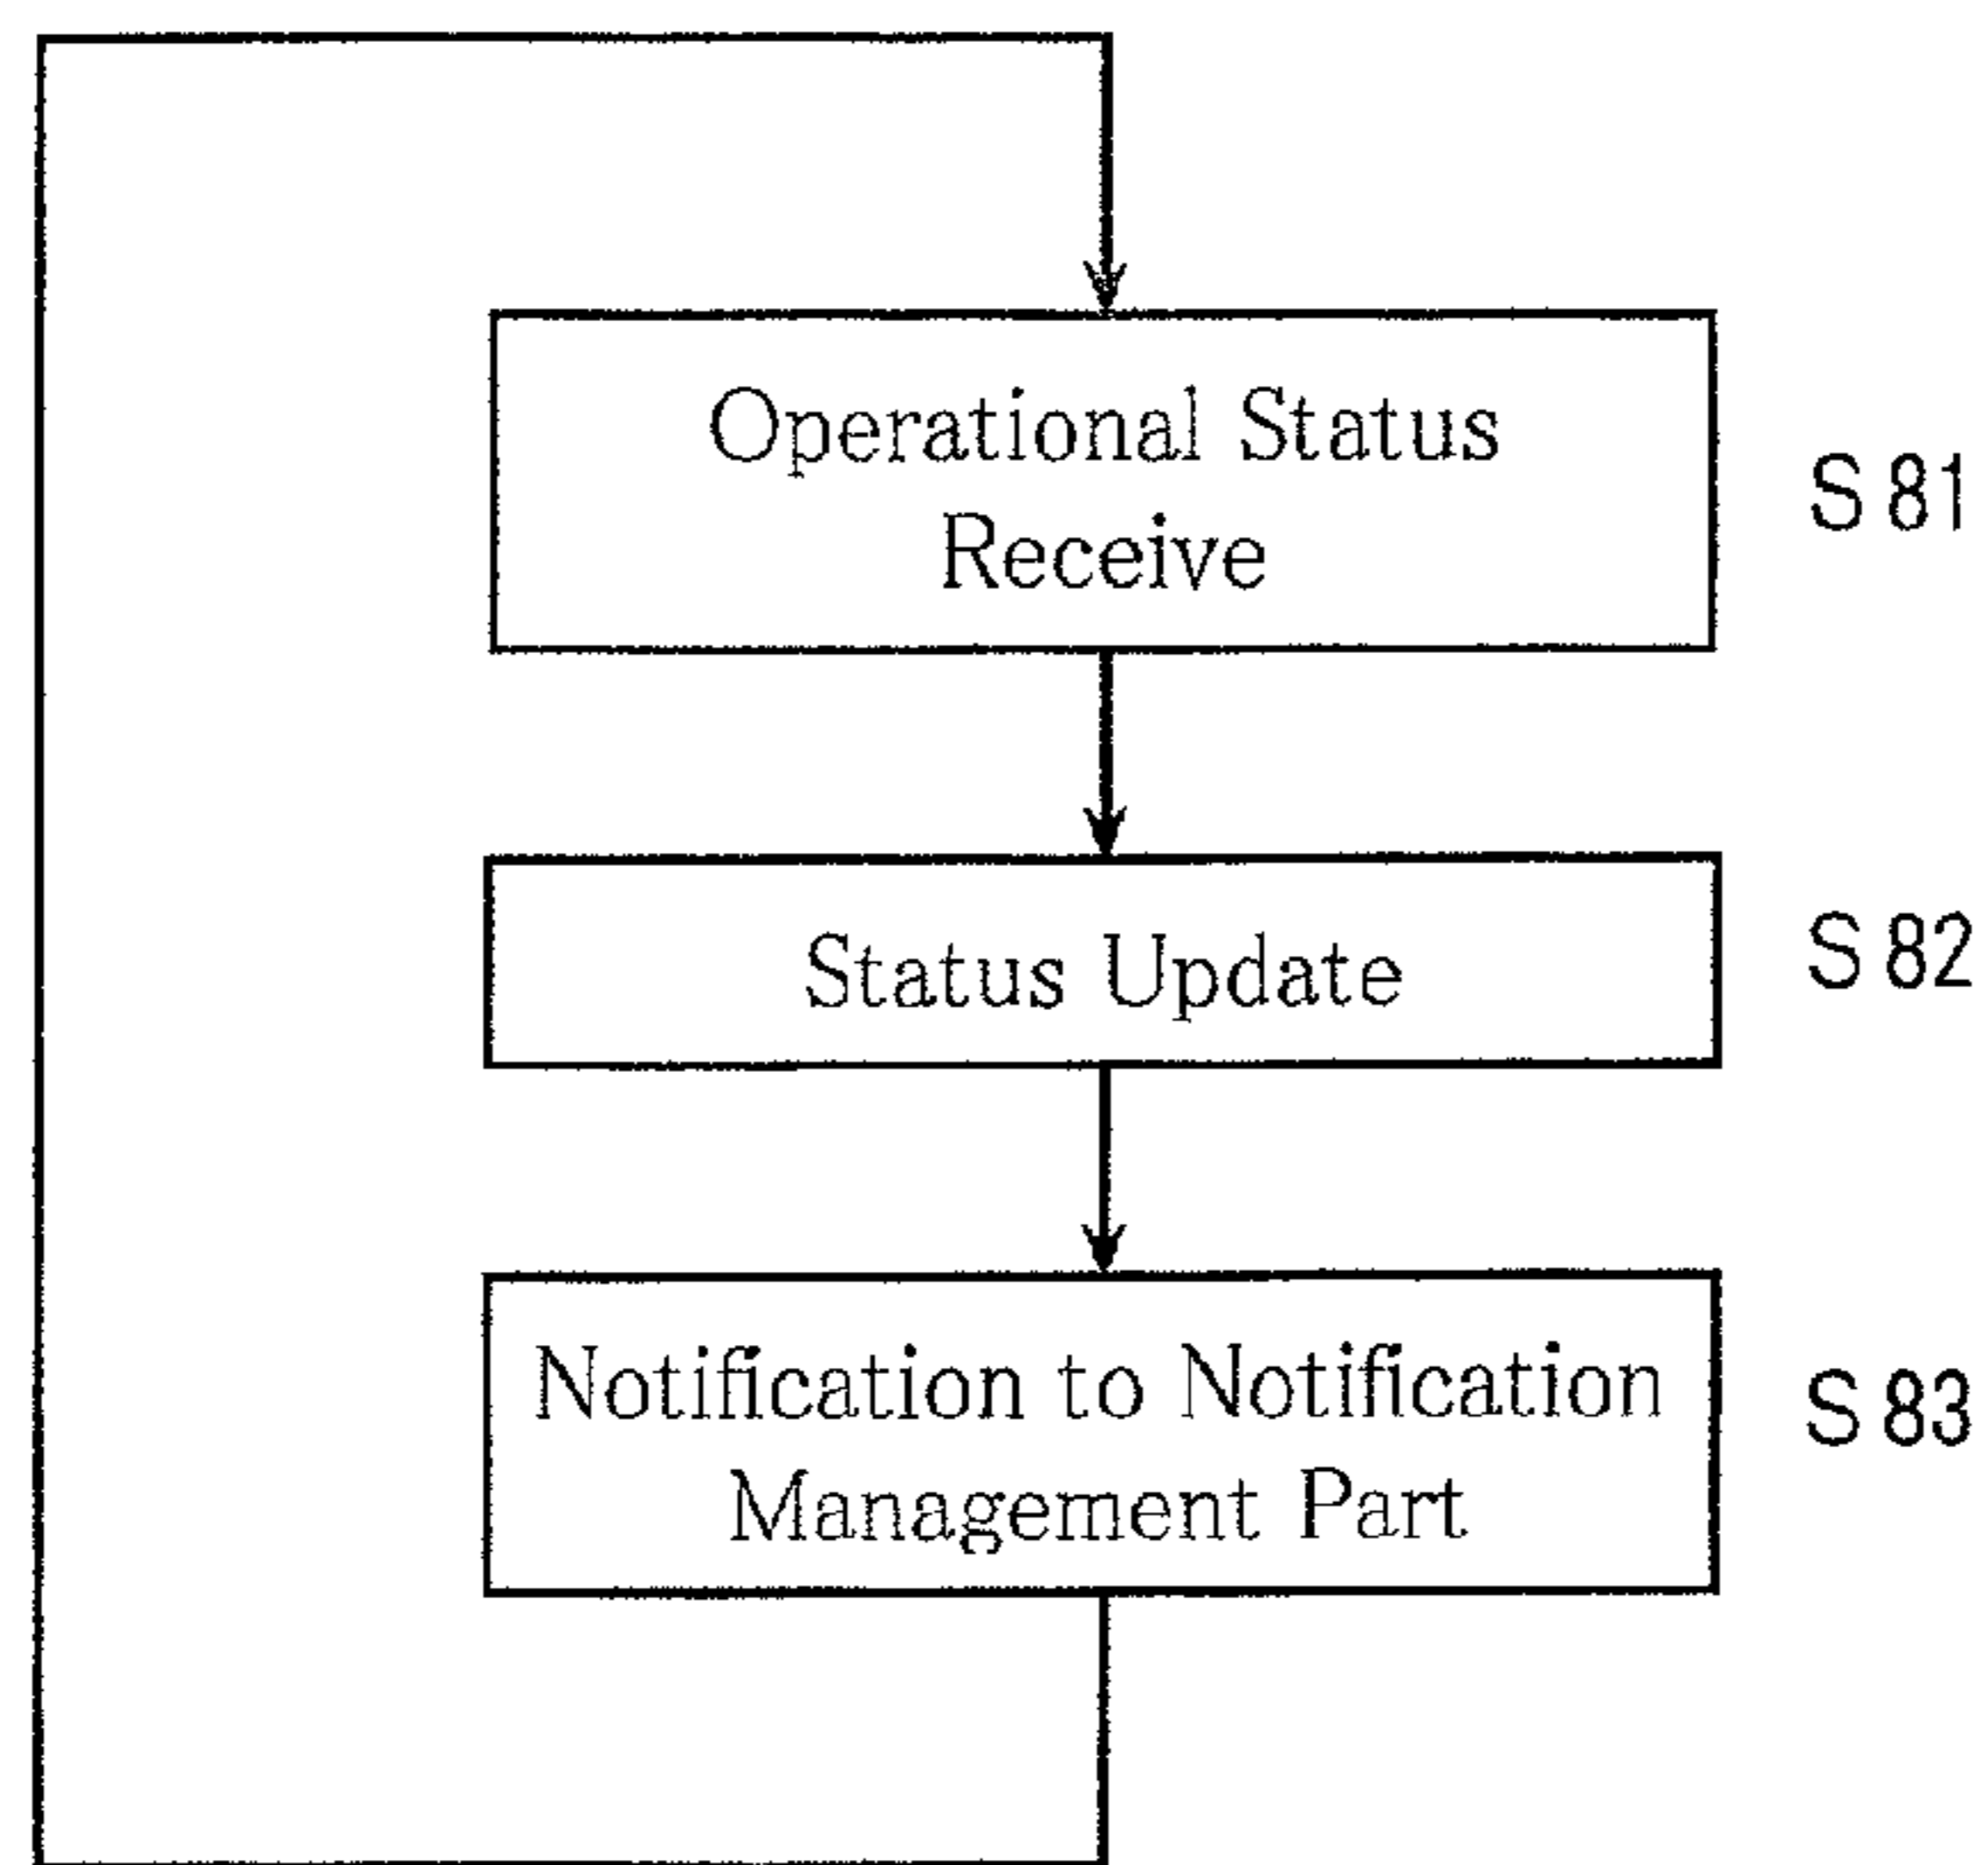 Operational Status
Receive
S 81
Status Update
S 82
Notification to Notification
Management Part
S 83